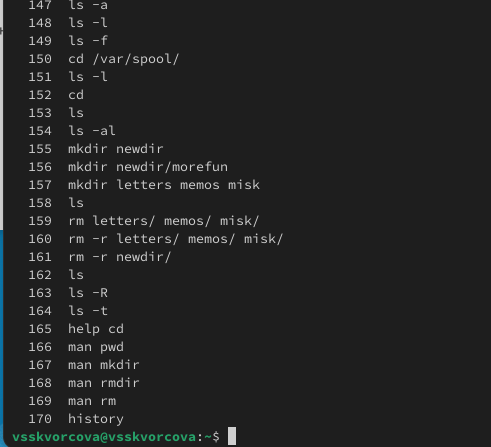 147 ls -a
148 ls -l
149 ls -f
150 cd /var/spool/
151 ls -l
152 cd
153 ls
154 ls -al
155 mkdir newdir
156 mkdir newdir/morefun
157 mkdir letters memos misk
158 ls
159 rm letters/ memos/ misk/
160 rm -r letters/ memos/ misk/
161 rm -r newdir/
162 ls
163 ls -R
164 ls -t
165 help cd
166 man pwd
167 man mkdir
168 man rmdir
169 man rm
170 history
vsskvorcova@vsskvorcova:~$